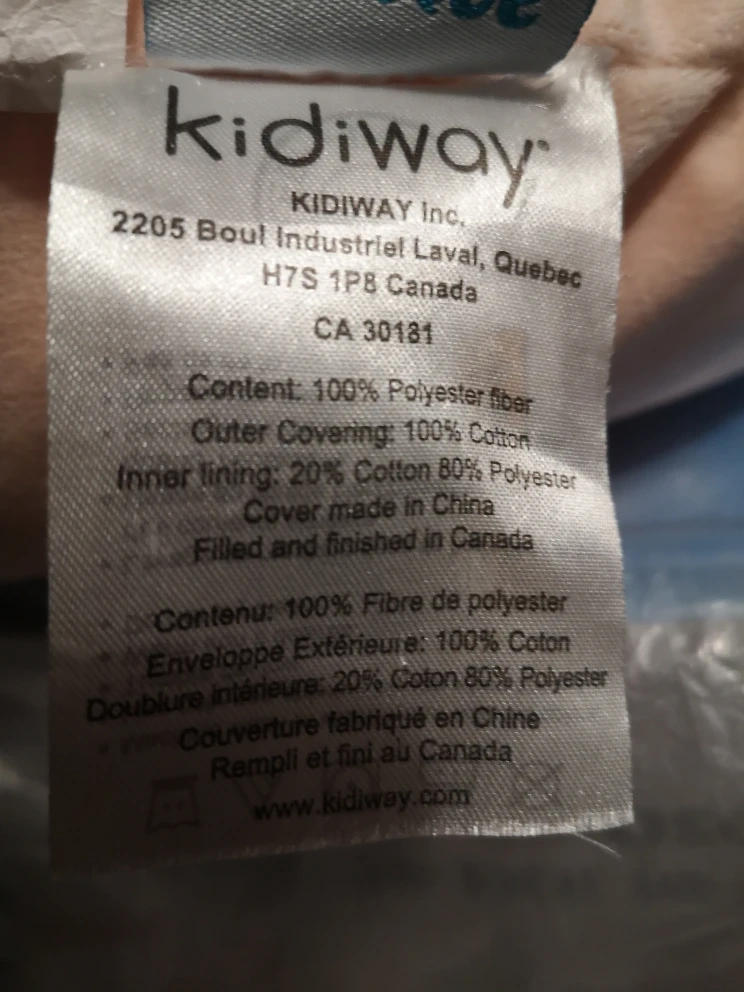 kidiway
KIDIWAY Inc.
2205 Boul Industriel Laval, Quebec
H7S 1P8 Canada
CA 30181
Content: 100% Polyester fiber
Outer Covering: 100% Cotton
Inner lining: 20% Cotton 80% Polyester
Cover made in China
Filled and finished in Canada
Contenu: 100% Fibre de polyester
Enveloppe Extérieure: 100% Coton
Doublure intérieure: 20% Coton 80% Polyester
Couverture fabriqué en Chine
Rempli et fini au Canada
www.kidiway.com